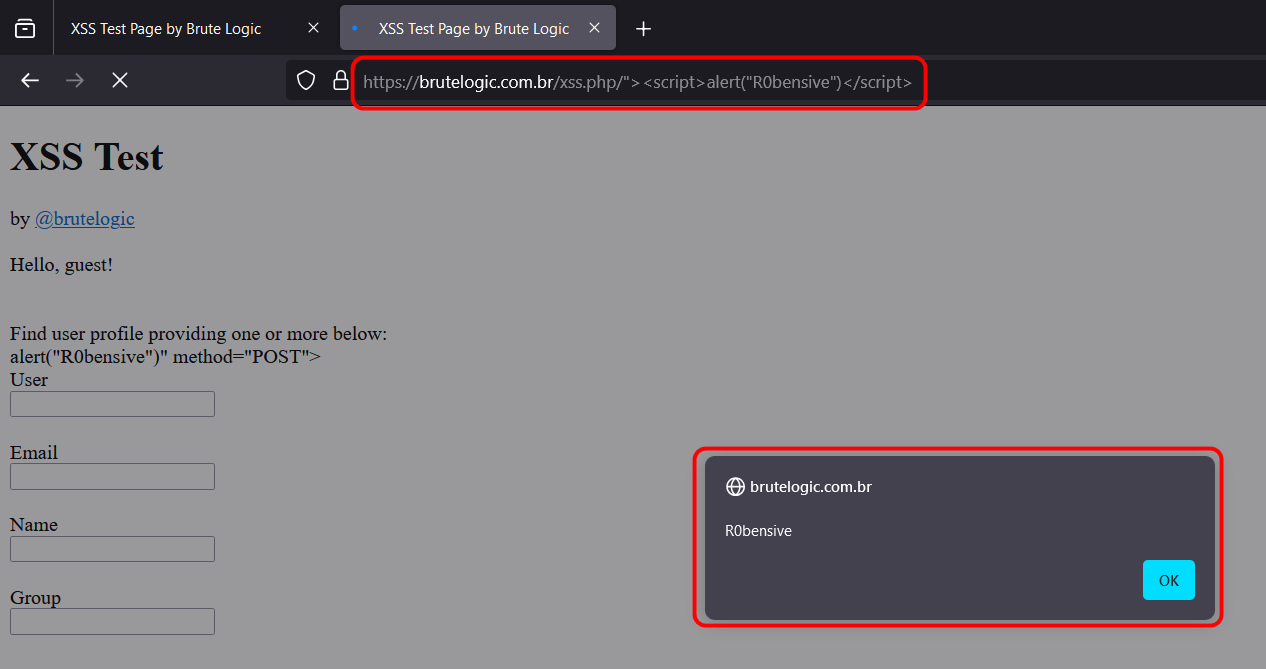 XSS Test Page by Brute Logic
XSS Test Page by Brute Logic
https://brutelogic.com.br/xss.php/"><script>alert("R0bensive")</script>
XSS Test
by @brutelogic
Hello, guest!
Find user profile providing one or more below:
alert("R0bensive")" method="POST">
User
Email
Name
Group
brutelogic.com.br
R0bensive
OK